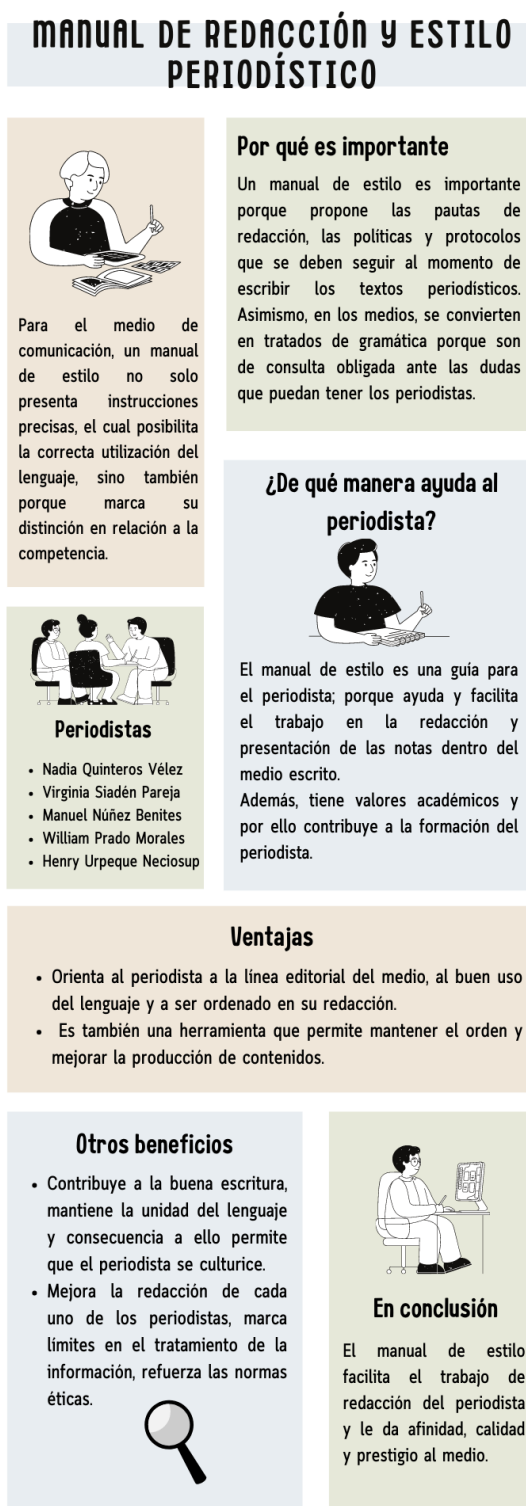 MANUAL DE REDACCIÓN Y ESTILO
PERIODÍSTICO
Para el medio de
comunicación, un manual
de estilo no solo
presenta instrucciones
precisas, el cual posibilita
la correcta utilización del
lenguaje, sino también
porque marca su
distinción en relación a la
competencia.
Por qué es importante
Un manual de estilo es importante
porque propone las pautas de
redacción, las políticas y protocolos
que se deben seguir al momento de
escribir los textos periodísticos.
Asimismo, en los medios, se convierten
en tratados de gramática porque son
de consulta obligada ante las dudas
que puedan tener los periodistas.
¿De qué manera ayuda al
periodista?
El manual de estilo es una guía para
el periodista; porque ayuda y facilita
el trabajo en la redacción y
presentación de las notas dentro del
medio escrito.
Además, tiene valores académicos y
por ello contribuye a la formación del
periodista.
Periodistas
• Nadia Quinteros Vélez
• Virginia Siadén Pareja
• Manuel Núñez Benites
• William Prado Morales
• Henry Urpeque Neciosup
Ventajas
• Orienta al periodista a la línea editorial del medio, al buen uso
del lenguaje y a ser ordenado en su redacción.
• Es también una herramienta que permite mantener el orden y
mejorar la producción de contenidos.
Otros beneficios
• Contribuye a la buena escritura,
mantiene la unidad del lenguaje
y consecuencia a ello permite
que el periodista se culturice.
• Mejora la redacción de cada
uno de los periodistas, marca
límites en el tratamiento de la
información, refuerza las normas
éticas.
En conclusión
El manual de estilo
facilita el trabajo de
redacción del periodista
y le da afinidad, calidad
y prestigio al medio.